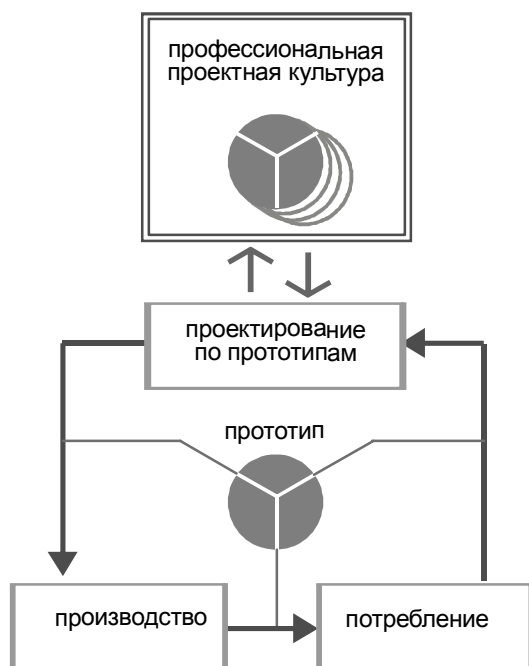 профессиональная
проектная культура
проектирование
по прототипам
прототип
производство
потребление